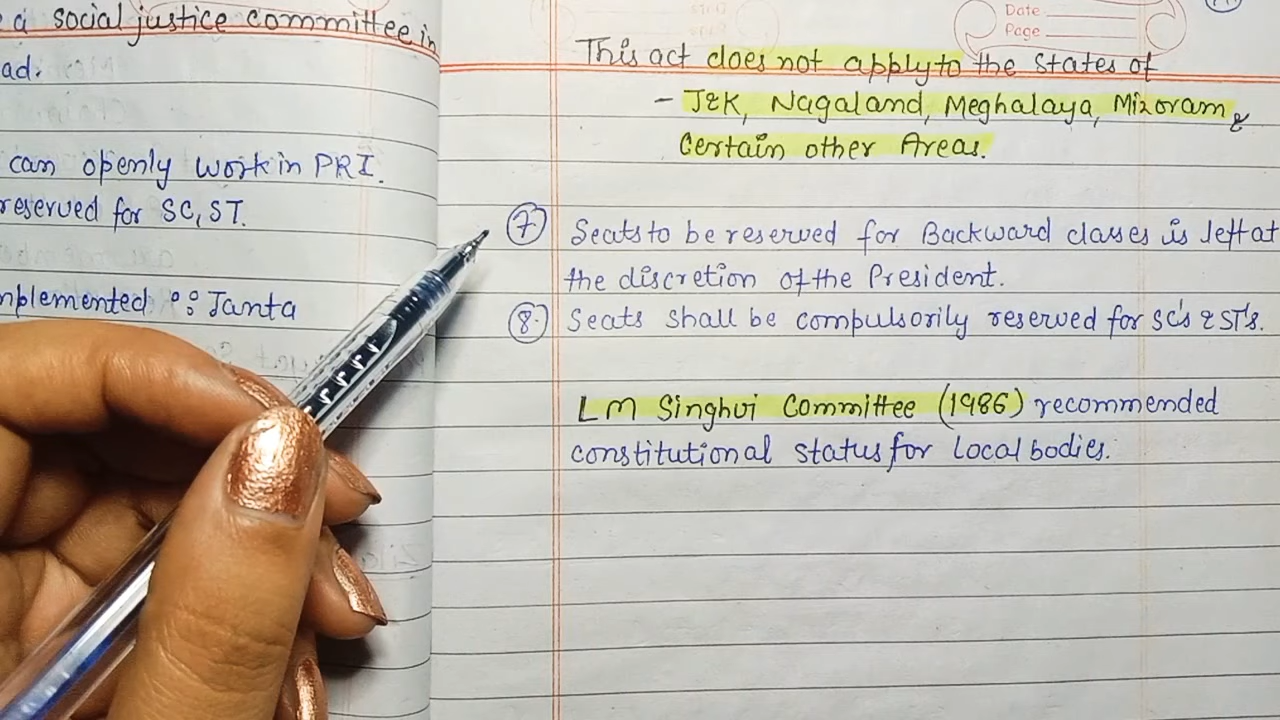 a social justice committee in
ad.
can openly work in PRI.
reserved for SC, ST.
mplemented : Janta
Date
Page
This act does not apply to the states of
- J&K, Nagaland, Meghalaya, Mizoram &
Certain other Areas.
7 Seats to be reserved for Backward classes is left at
the discretion of the President.
8. Seats shall be compulsorily reserved for SC's & ST's.
LM Singhvi Committee (1986) recommended
constitutional status for local bodies.